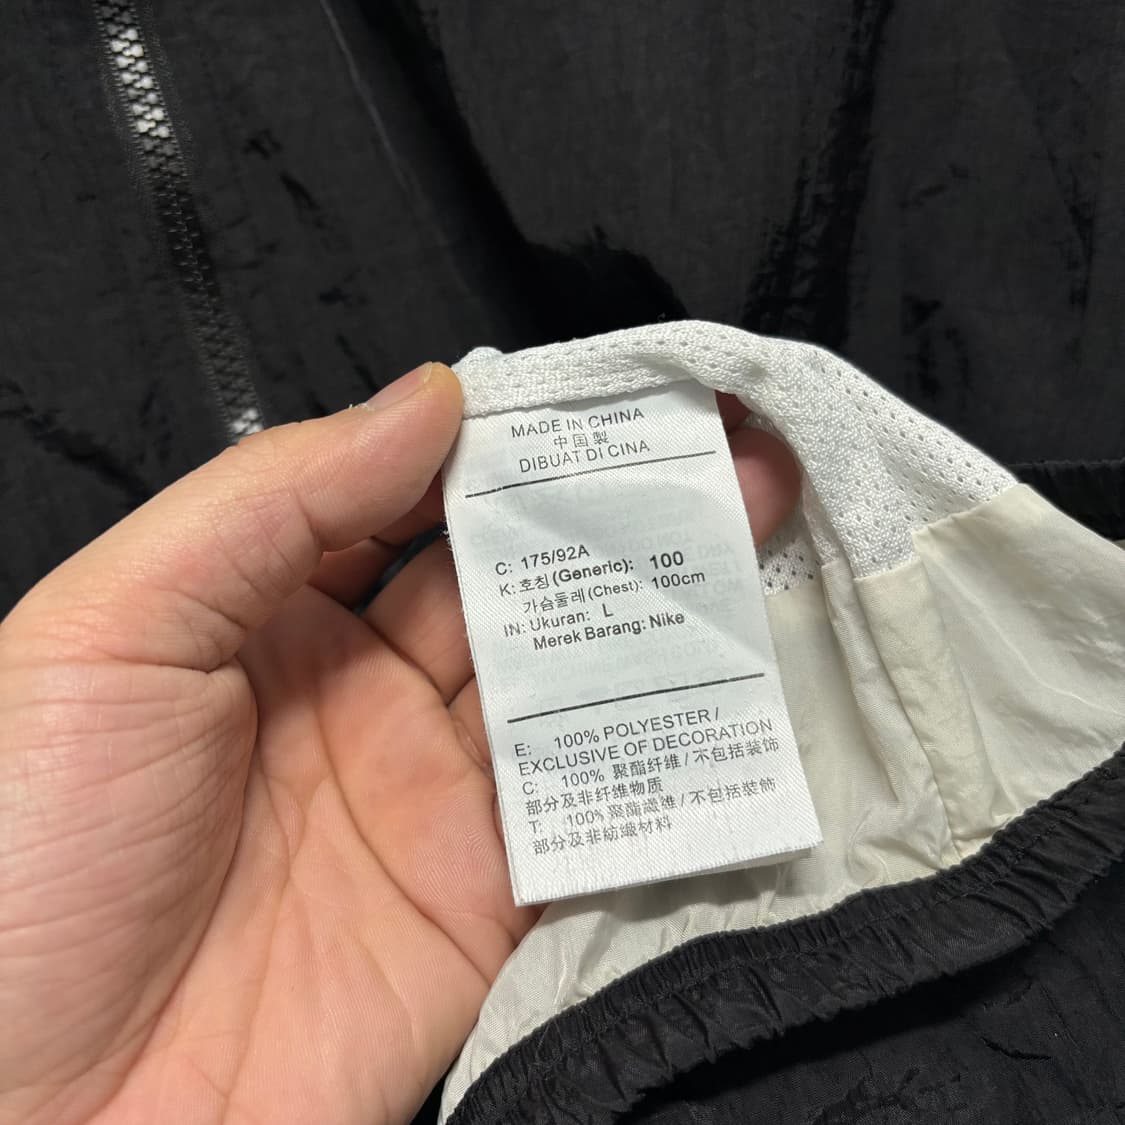 MADE IN CHINA
中国製
DIBUAT DI CINA
C: 175/92A
K: 호칭(Generic): 100
가슴둘레(Chest): 100cm
IN: Ukuran: L
Merek Barang: Nike
E: 100% POLYESTER /
EXCLUSIVE OF DECORATION
C: 100% 聚酯纤维/不包括装饰
部分及非纤维物质
T: 100% 聚酯纖維/不包括裝飾
部分及非紡織材料